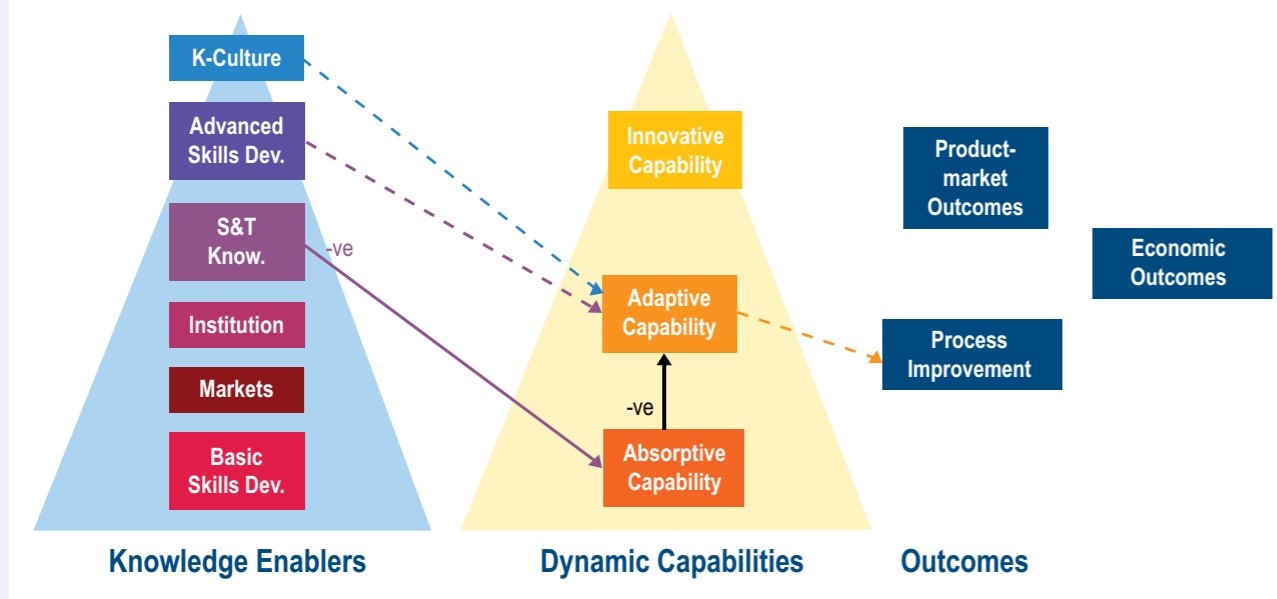 K-Culture
Advanced
Skills Dev.
S&T
Know.
-ve
Institution
Markets
Basic
Skills Dev.
Knowledge Enablers
Innovative
Capability
Adaptive
Capability
-ve
Absorptive
Capability
Dynamic Capabilities
Product-
market
Outcomes
Economic
Outcomes
Process
Improvement
Outcomes